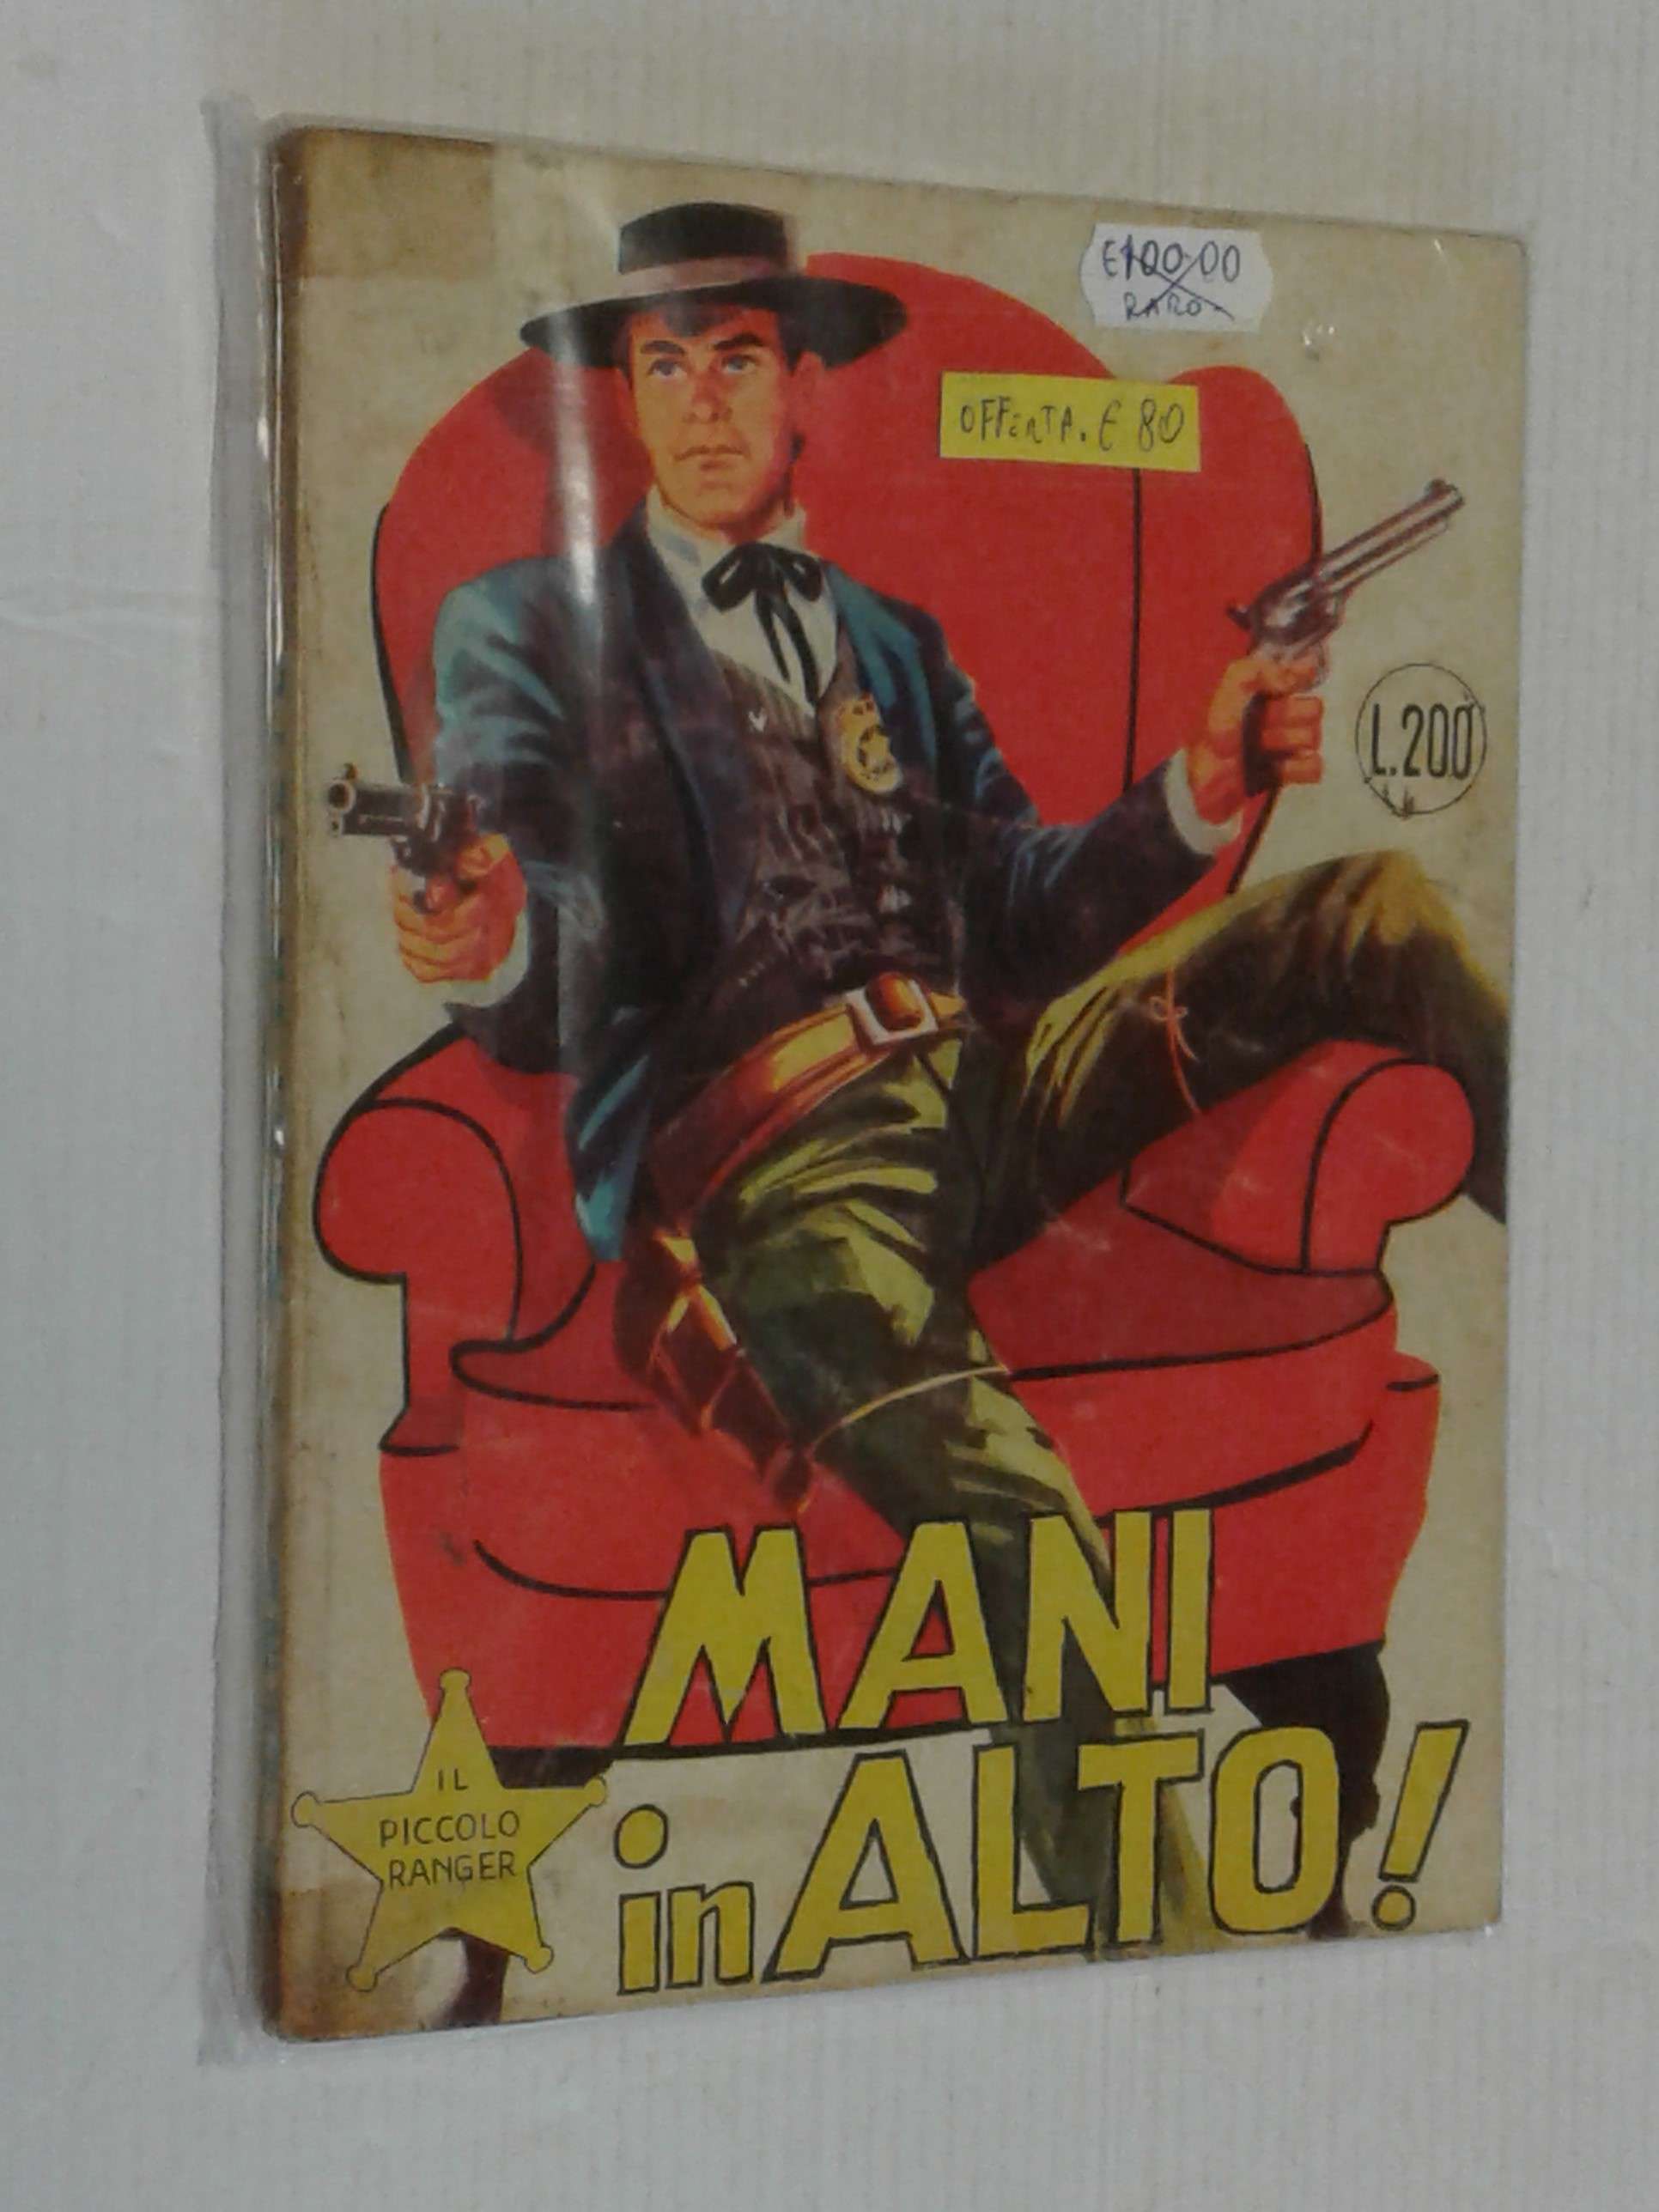 €100.00
RARO
OFFERTA. € 80
L.200
MANI
in ALTO!
IL
PICCOLO
RANGER